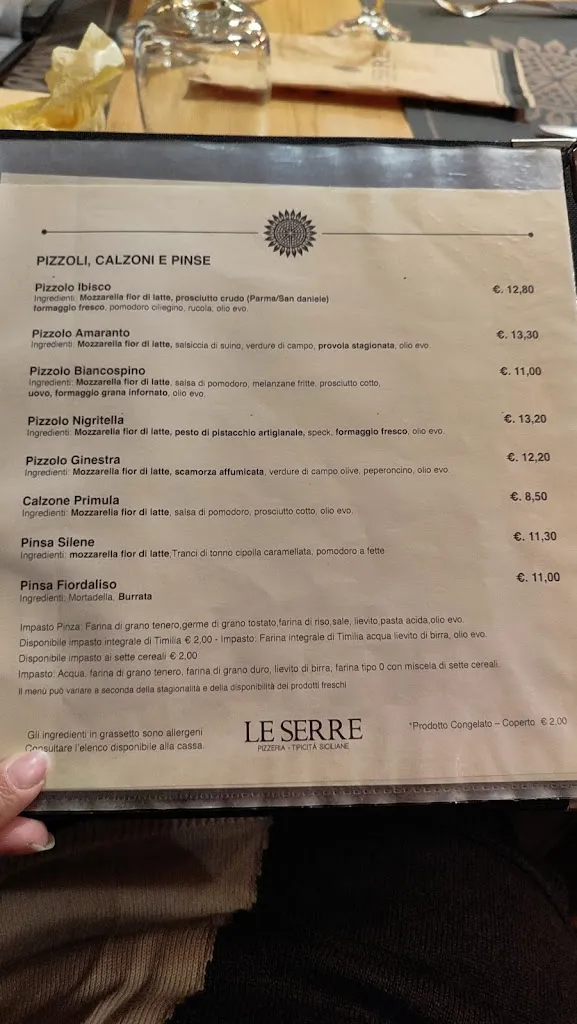 PIZZOLI, CALZONI E PINSE
Pizzolo Ibisco €. 12,80
Ingredienti: Mozzarella fior di latte, prosciutto crudo (Parma/San daniele)
formaggio fresco, pomodoro ciliegino, rucola, olio evo.
Pizzolo Amaranto €. 13,30
Ingredienti: Mozzarella fior di latte, salsiccia di suino, verdure di campo, provola stagionata, olio evo
Pizzolo Biancospino €. 11,00
Ingredienti: Mozzarella fior di latte, salsa di pomodoro, melanzane fritte, prosciutto cotto,
uovo, formaggio grana infornato, olio evo.
Pizzolo Nigritella €. 13,20
Ingredienti: Mozzarella fior di latte, pesto di pistacchio artigianale, speck, formaggio fresco, olio evo.
Pizzolo Ginestra €. 12,20
Ingredienti: Mozzarella fior di latte, scamorza affumicata, verdure di campo olive, peperoncino, olio evo
Calzone Primula €. 8,50
Ingredienti: Mozzarella fior di latte, salsa di pomodoro, prosciutto cotto, olio evo.
Pinsa Silene €. 11,30
Ingredienti: mozzarella fior di latte,Tranci di tonno cipolla caramellata, pomodoro a fette
Pinsa Fiordaliso €. 11,00
Ingredienti: Mortadella, Burrata
Impasto Pinza: Farina di grano tenero,germe di grano tostato,farina di riso,sale, lievito,pasta acida,olio evo.
Disponibile impasto integrale di Timilia € 2,00 - Impasto: Farina integrale di Timilia acqua lievito di birra, olio evo.
Disponibile impasto ai sette cereali € 2,00
Impasto: Acqua, farina di grano tenero, farina di grano duro, lievito di birra, farina tipo 0 con miscela di sette cereali.
Il menù può variare a seconda della stagionalità e della disponibilità dei prodotti freschi
Gli ingredienti in grassetto sono allergeni
Consultare l'elenco disponibile alla cassa.
LE SERRE
PIZZERIA - TIPICITÀ SICILIANE
*Prodotto Congelato – Coperto € 2,00